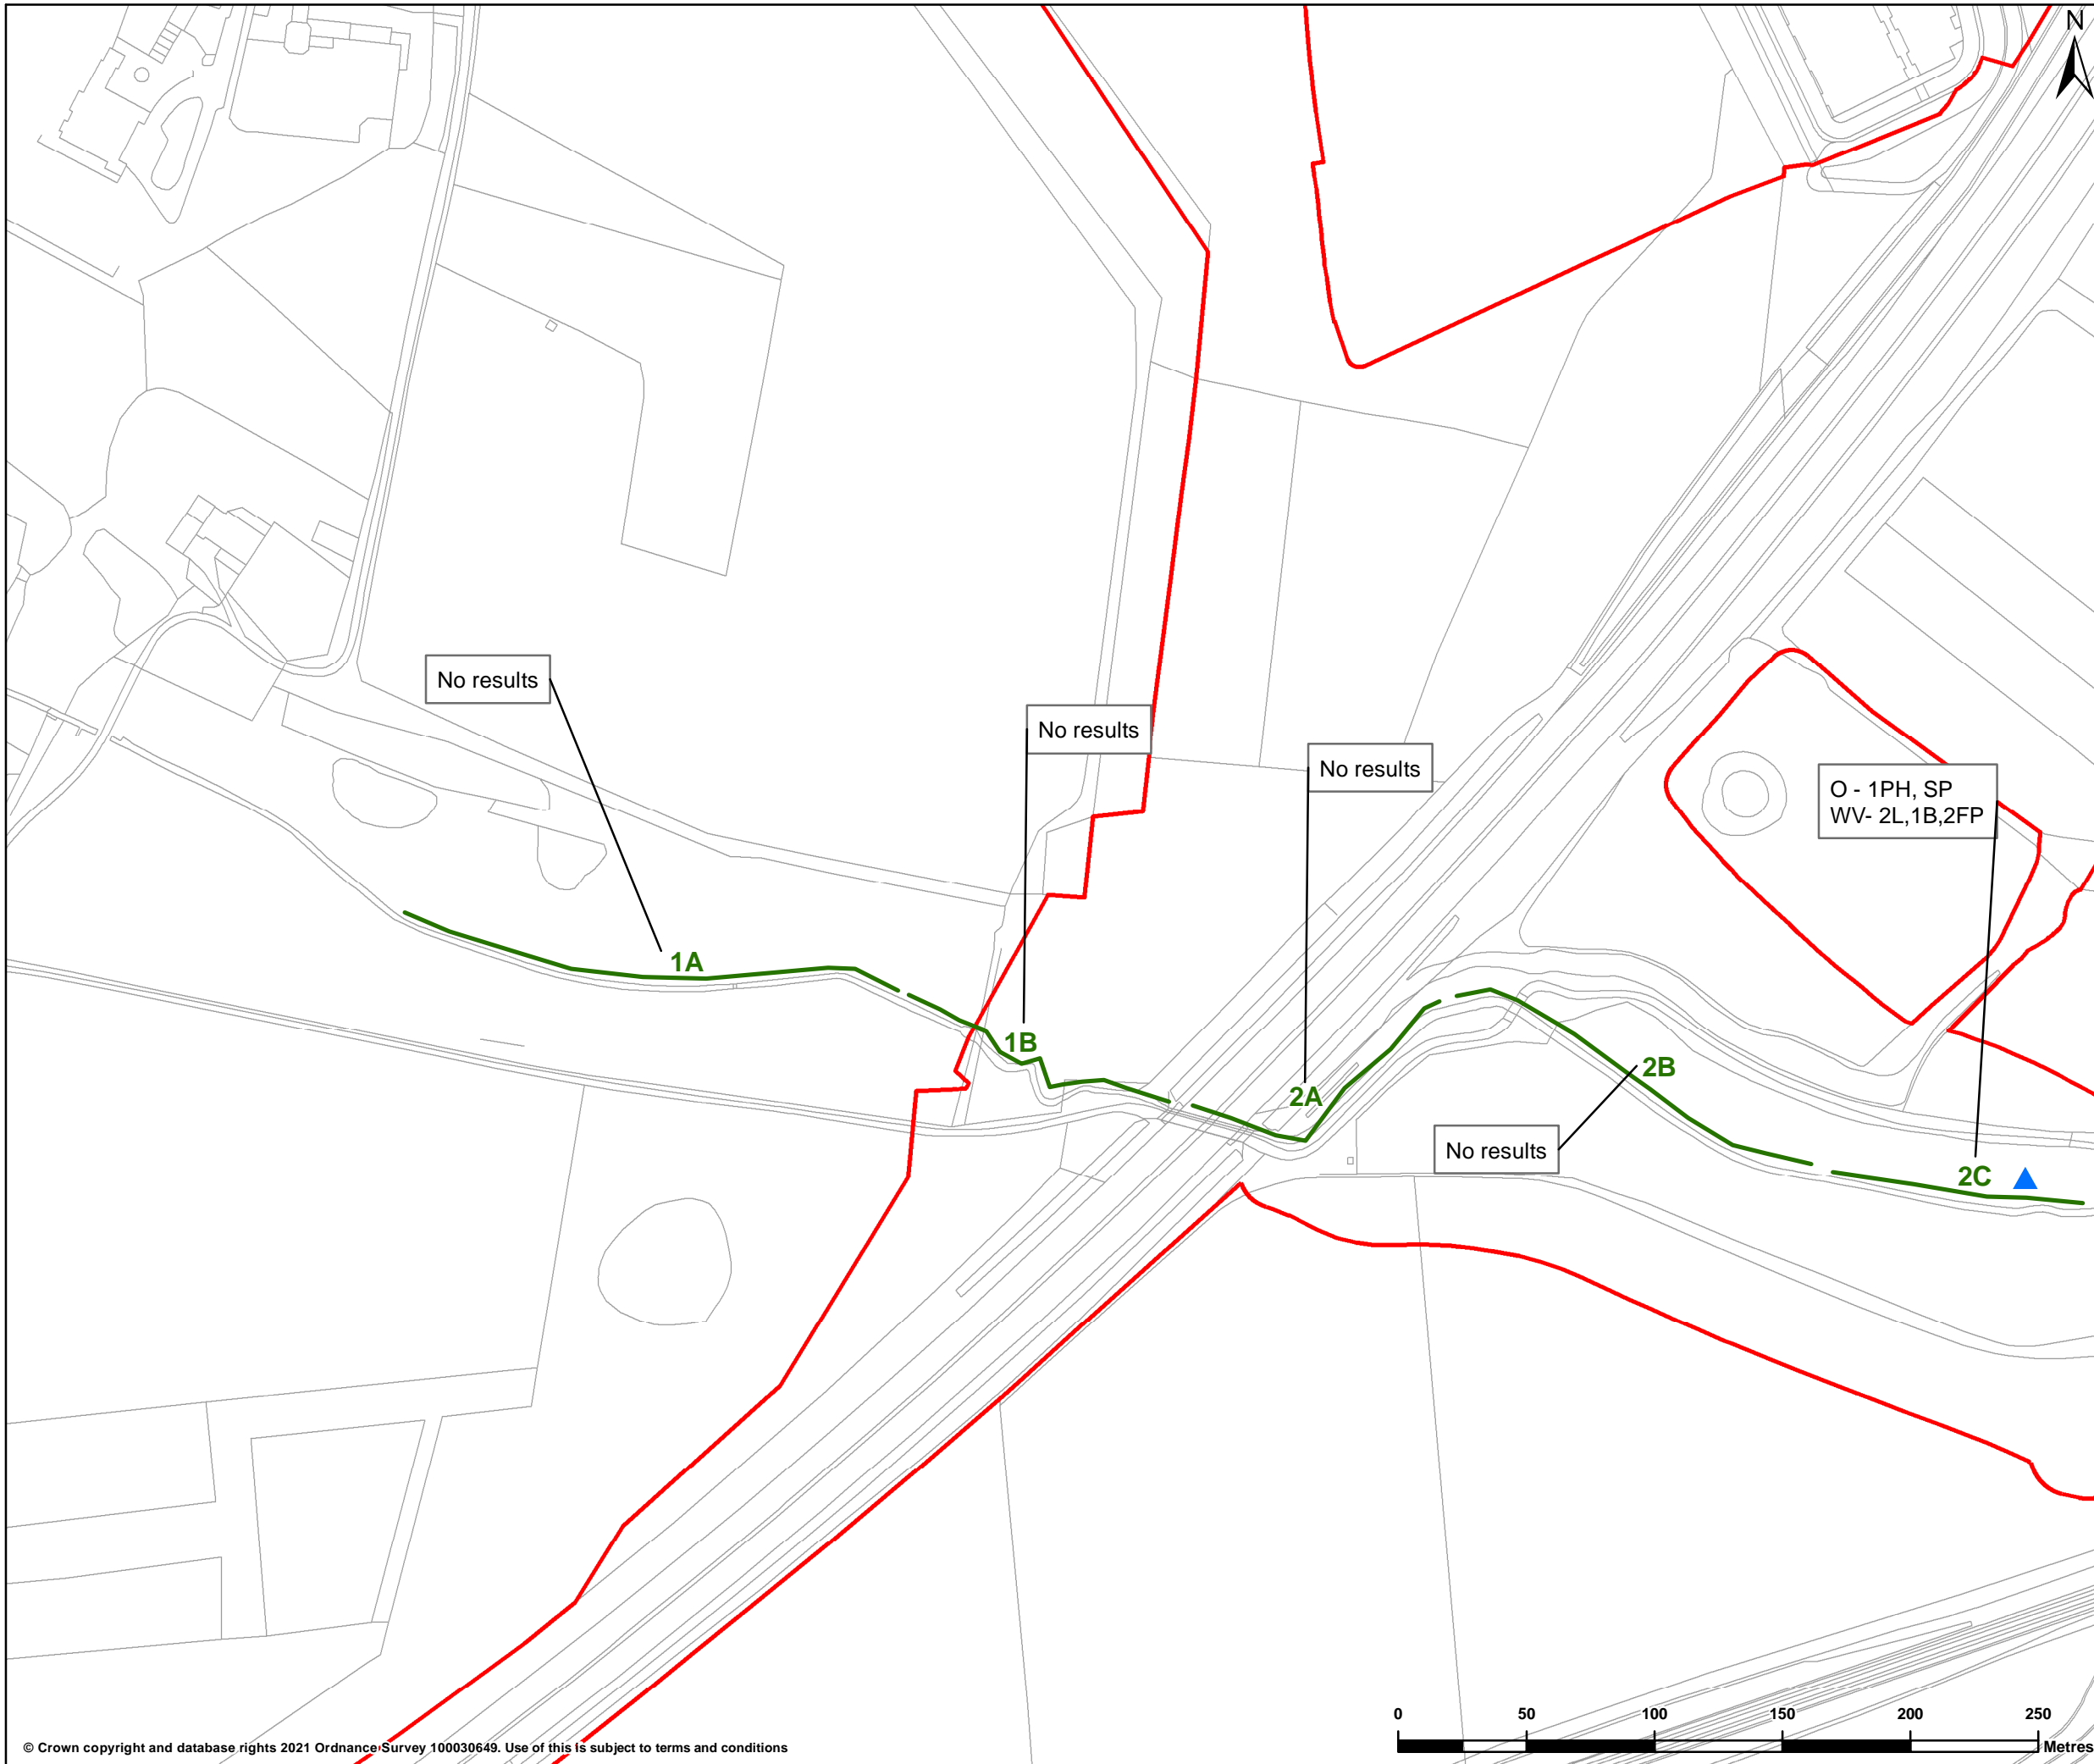 N
No results
No results
No results
O - 1PH, SP
WV- 2L,1B,2FP
1A
1B
2A
2B
No results
2C
0 50 100 150 200 250
Metres
© Crown copyright and database rights 2021 Ordnance Survey 100030649. Use of this is subject to terms and conditions